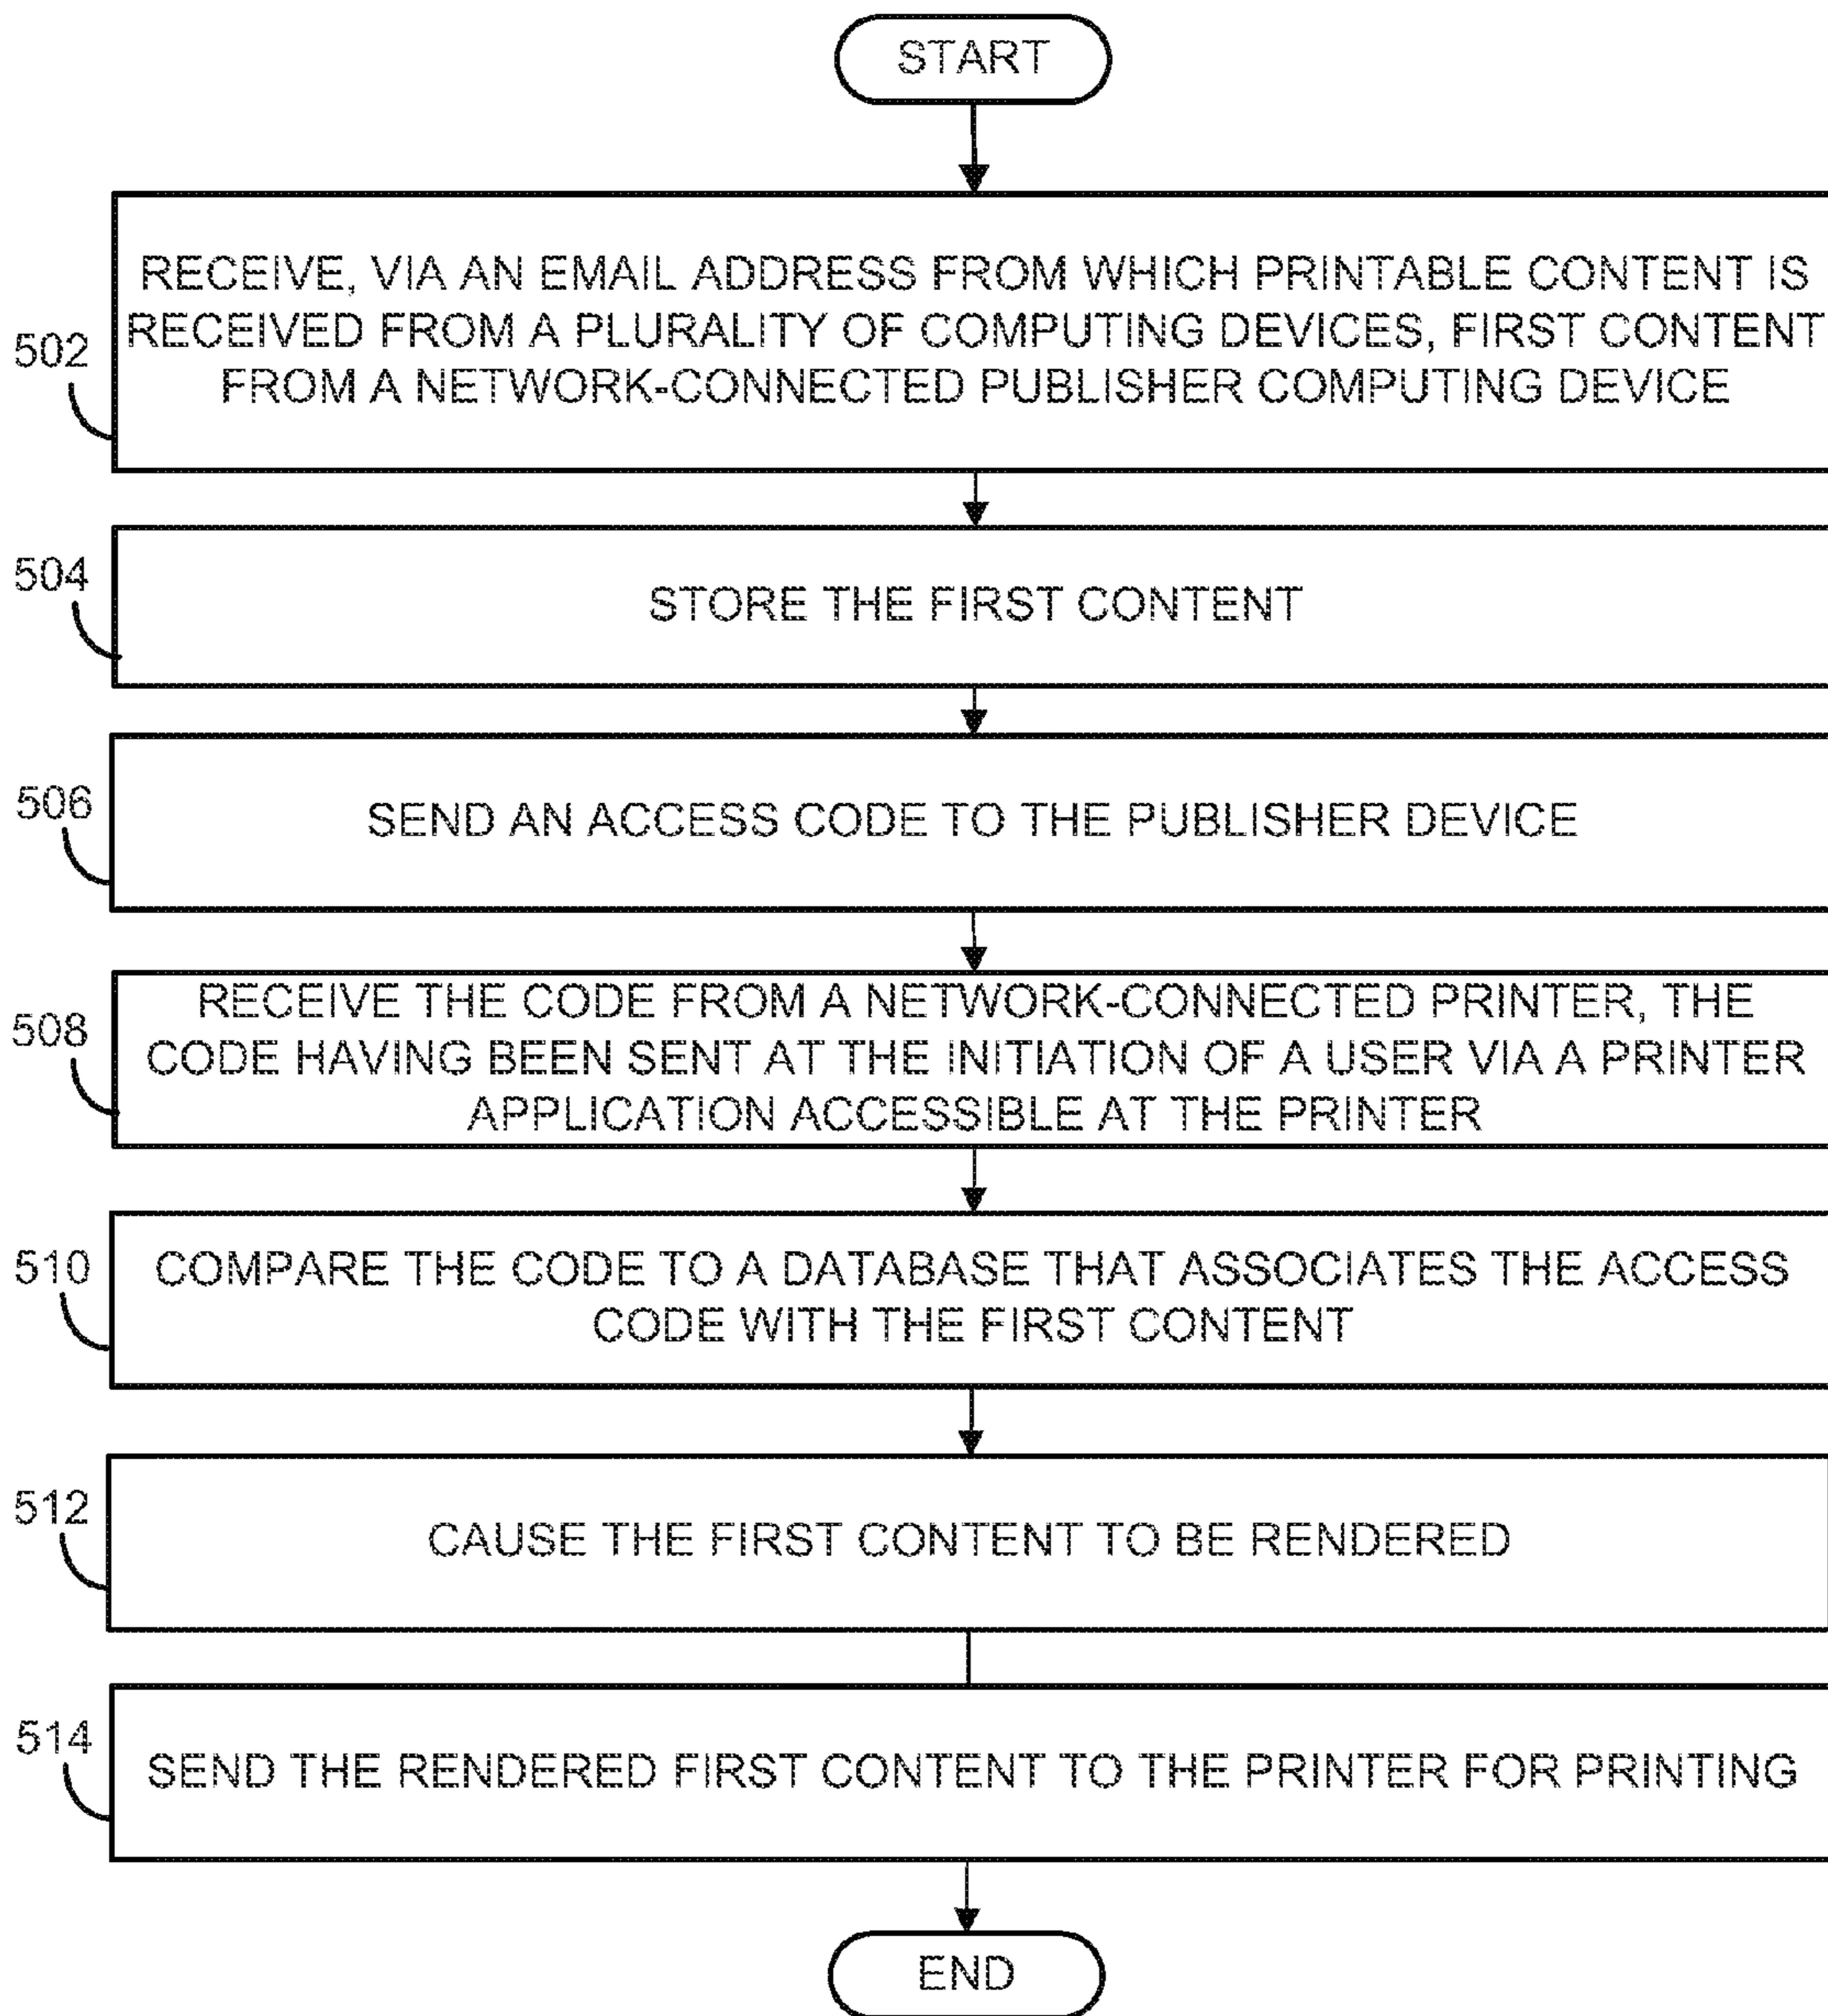 START
RECEIVE, VIA AN EMAIL ADDRESS FROM WHICH PRINTABLE CONTENT IS
RECEIVED FROM A PLURALITY OF COMPUTING DEVICES, FIRST CONTENT
FROM A NETWORK-CONNECTED PUBLISHER COMPUTING DEVICE
502
504
STORE THE FIRST CONTENT
506
SEND AN ACCESS CODE TO THE PUBLISHER DEVICE
508
RECEIVE THE CODE FROM A NETWORK-CONNECTED PRINTER, THE
CODE HAVING BEEN SENT AT THE INITIATION OF A USER VIA A PRINTER
APPLICATION ACCESSIBLE AT THE PRINTER
510
COMPARE THE CODE TO A DATABASE THAT ASSOCIATES THE ACCESS
CODE WITH THE FIRST CONTENT
512
CAUSE THE FIRST CONTENT TO BE RENDERED
514
SEND THE RENDERED FIRST CONTENT TO THE PRINTER FOR PRINTING
END